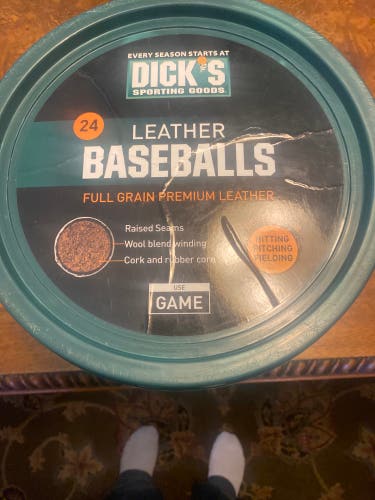 EVERY SEASON STARTS AT
DICK'S
SPORTING GOODS
24
LEATHER
BASEBALLS
FULL GRAIN PREMIUM LEATHER
Raised Seams
Wool blend winding
Cork and rubber core
HITTING
PITCHING
FIELDING
USE
GAME